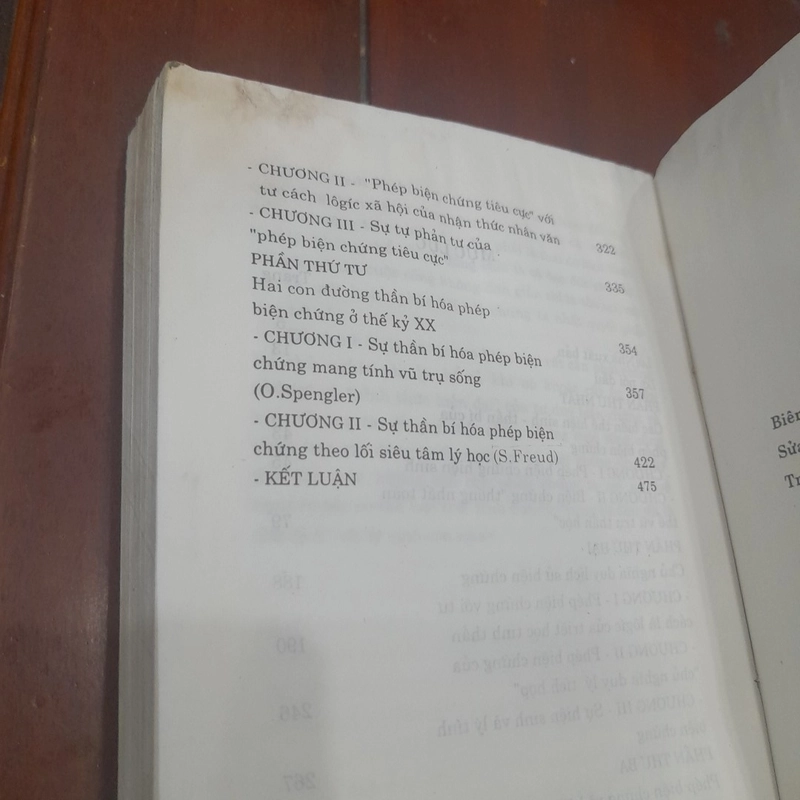 - CHƯƠNG II - "Phép biện chứng tiêu cực" với
tư cách lôgíc xã hội của nhận thức nhân văn 322
- CHƯƠNG III - Sự tự phản tư của
"phép biện chứng tiêu cực" 335
PHẦN THỨ TƯ
Hai con đường thần bí hóa phép
biện chứng ở thế kỷ XX 354
- CHƯƠNG I - Sự thần bí hóa phép biện
chứng mang tính vũ trụ sống 357
(O.Spengler)
- CHƯƠNG II - Sự thần bí hóa phép biện
chứng theo lối siêu tâm lý học (S.Freud) 422
- KẾT LUẬN 475
Biên
Sửa
Tr